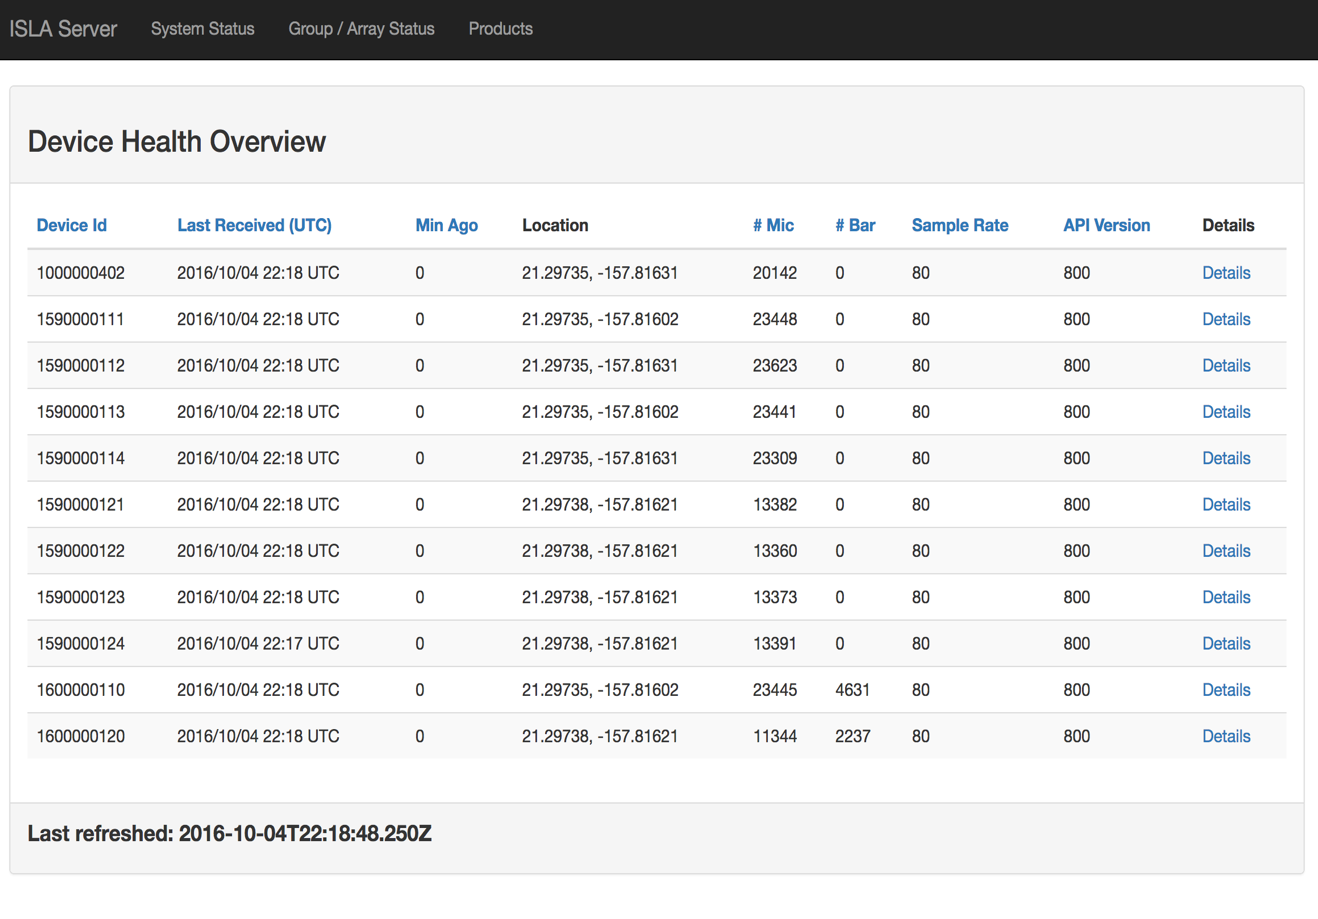 ISLA Server System Status Group / Array Status Products
Device Health Overview
Device Id Last Received (UTC) Min Ago Location # Mic # Bar Sample Rate API Version Details
1000000402 2016/10/04 22:18 UTC 0 21.29735, -157.81631 20142 0 80 800 Details
1590000111 2016/10/04 22:18 UTC 0 21.29735, -157.81602 23448 0 80 800 Details
1590000112 2016/10/04 22:18 UTC 0 21.29735, -157.81631 23623 0 80 800 Details
1590000113 2016/10/04 22:18 UTC 0 21.29735, -157.81602 23441 0 80 800 Details
1590000114 2016/10/04 22:18 UTC 0 21.29735, -157.81631 23309 0 80 800 Details
1590000121 2016/10/04 22:18 UTC 0 21.29738, -157.81621 13382 0 80 800 Details
1590000122 2016/10/04 22:18 UTC 0 21.29738, -157.81621 13360 0 80 800 Details
1590000123 2016/10/04 22:18 UTC 0 21.29738, -157.81621 13373 0 80 800 Details
1590000124 2016/10/04 22:17 UTC 0 21.29738, -157.81621 13391 0 80 800 Details
1600000110 2016/10/04 22:18 UTC 0 21.29735, -157.81602 23445 4631 80 800 Details
1600000120 2016/10/04 22:18 UTC 0 21.29738, -157.81621 11344 2237 80 800 Details
Last refreshed: 2016-10-04T22:18:48.250Z